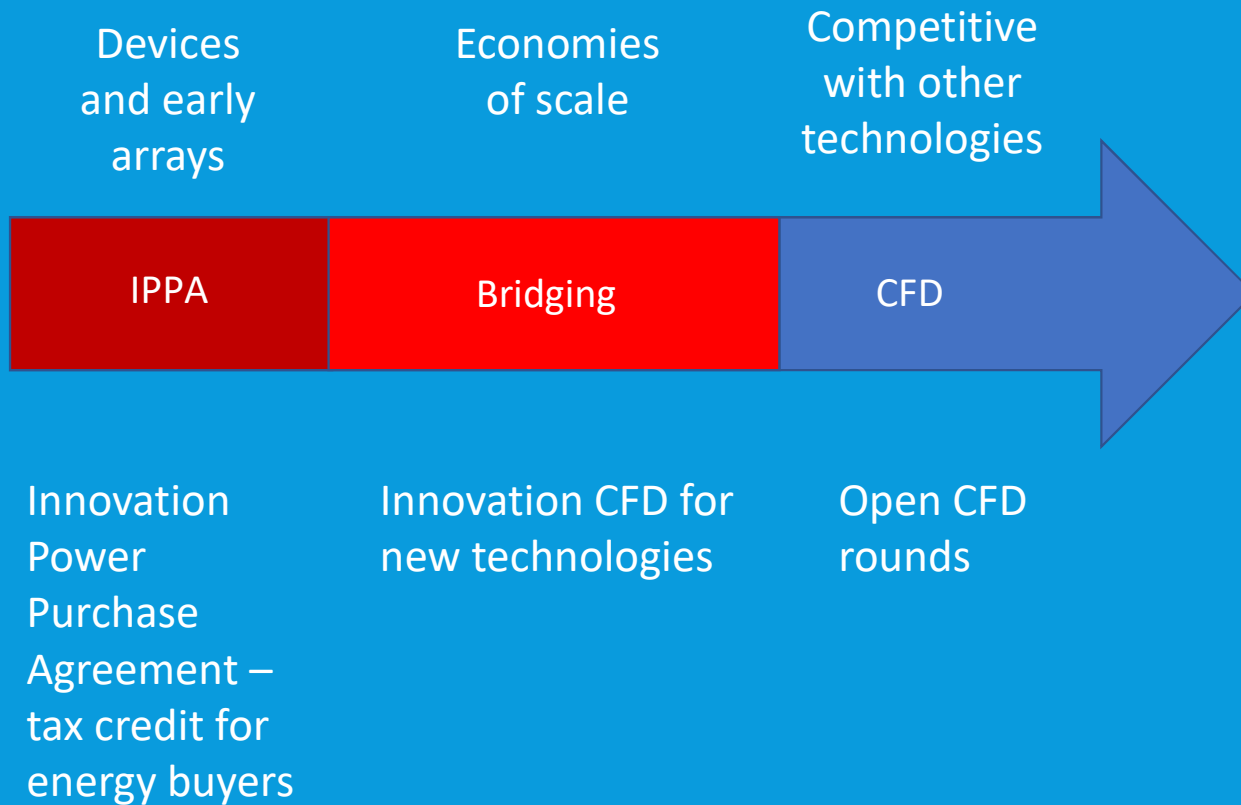 Devices
and early
arrays
Economies
of scale
Competitive
with other
technologies
IPPA
Bridging
CFD
Innovation
Power
Purchase
Agreement –
tax credit for
energy buyers
Innovation CFD for
new technologies
Open CFD
rounds